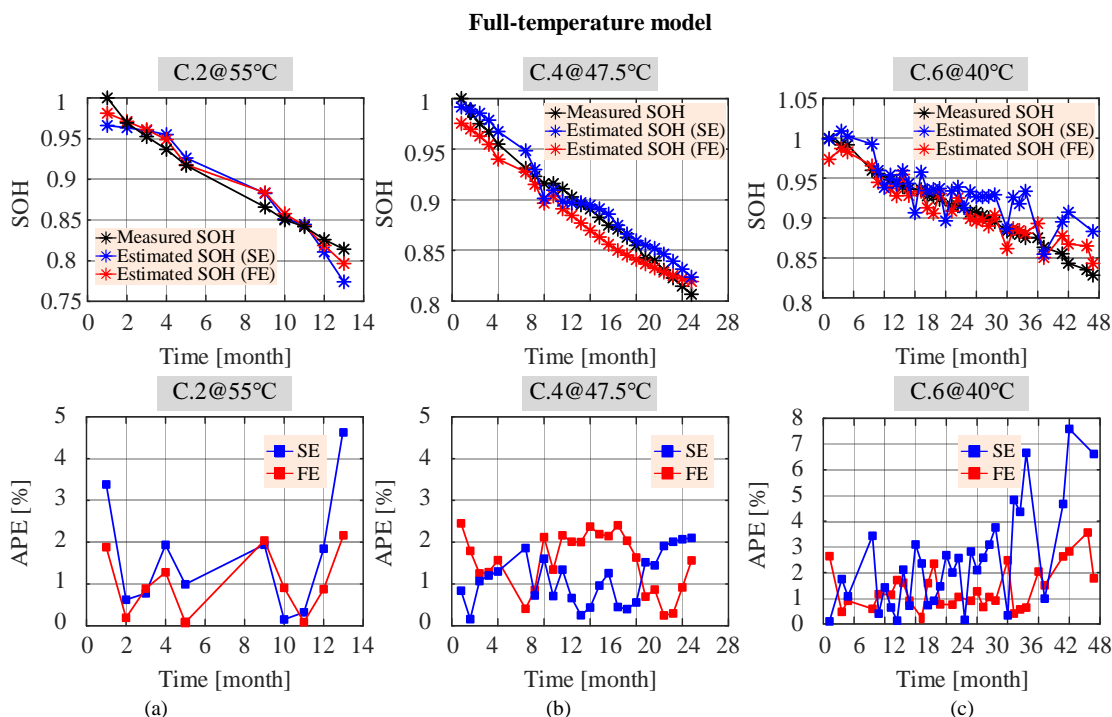 Full-temperature model
C.2@55°C
C.4@47.5°C
C.6@40°C
SOH
1
0.95
0.9
0.85
0.8
0.75
Measured SOH
Estimated SOH (SE)
Estimated SOH (FE)
0 2 4 6 8 10 12 14
Time [month]
SOH
1
0.95
0.9
0.85
0.8
Measured SOH
Estimated SOH (SE)
Estimated SOH (FE)
0 4 8 12 16 20 24 28
Time [month]
SOH
1.05
1
0.95
0.9
0.85
0.8
Measured SOH
Estimated SOH (SE)
Estimated SOH (FE)
0 6 12 18 24 30 36 42 48
Time [month]
C.2@55°C
C.4@47.5°C
C.6@40°C
APE [%]
5
4
3
2
1
0
SE
FE
0 2 4 6 8 10 12 14
Time [month]
(a)
APE [%]
5
4
3
2
1
0
SE
FE
0 4 8 12 16 20 24 28
Time [month]
(b)
APE [%]
8
7
6
5
4
3
2
1
0
SE
FE
0 6 12 18 24 30 36 42 48
Time [month]
(c)